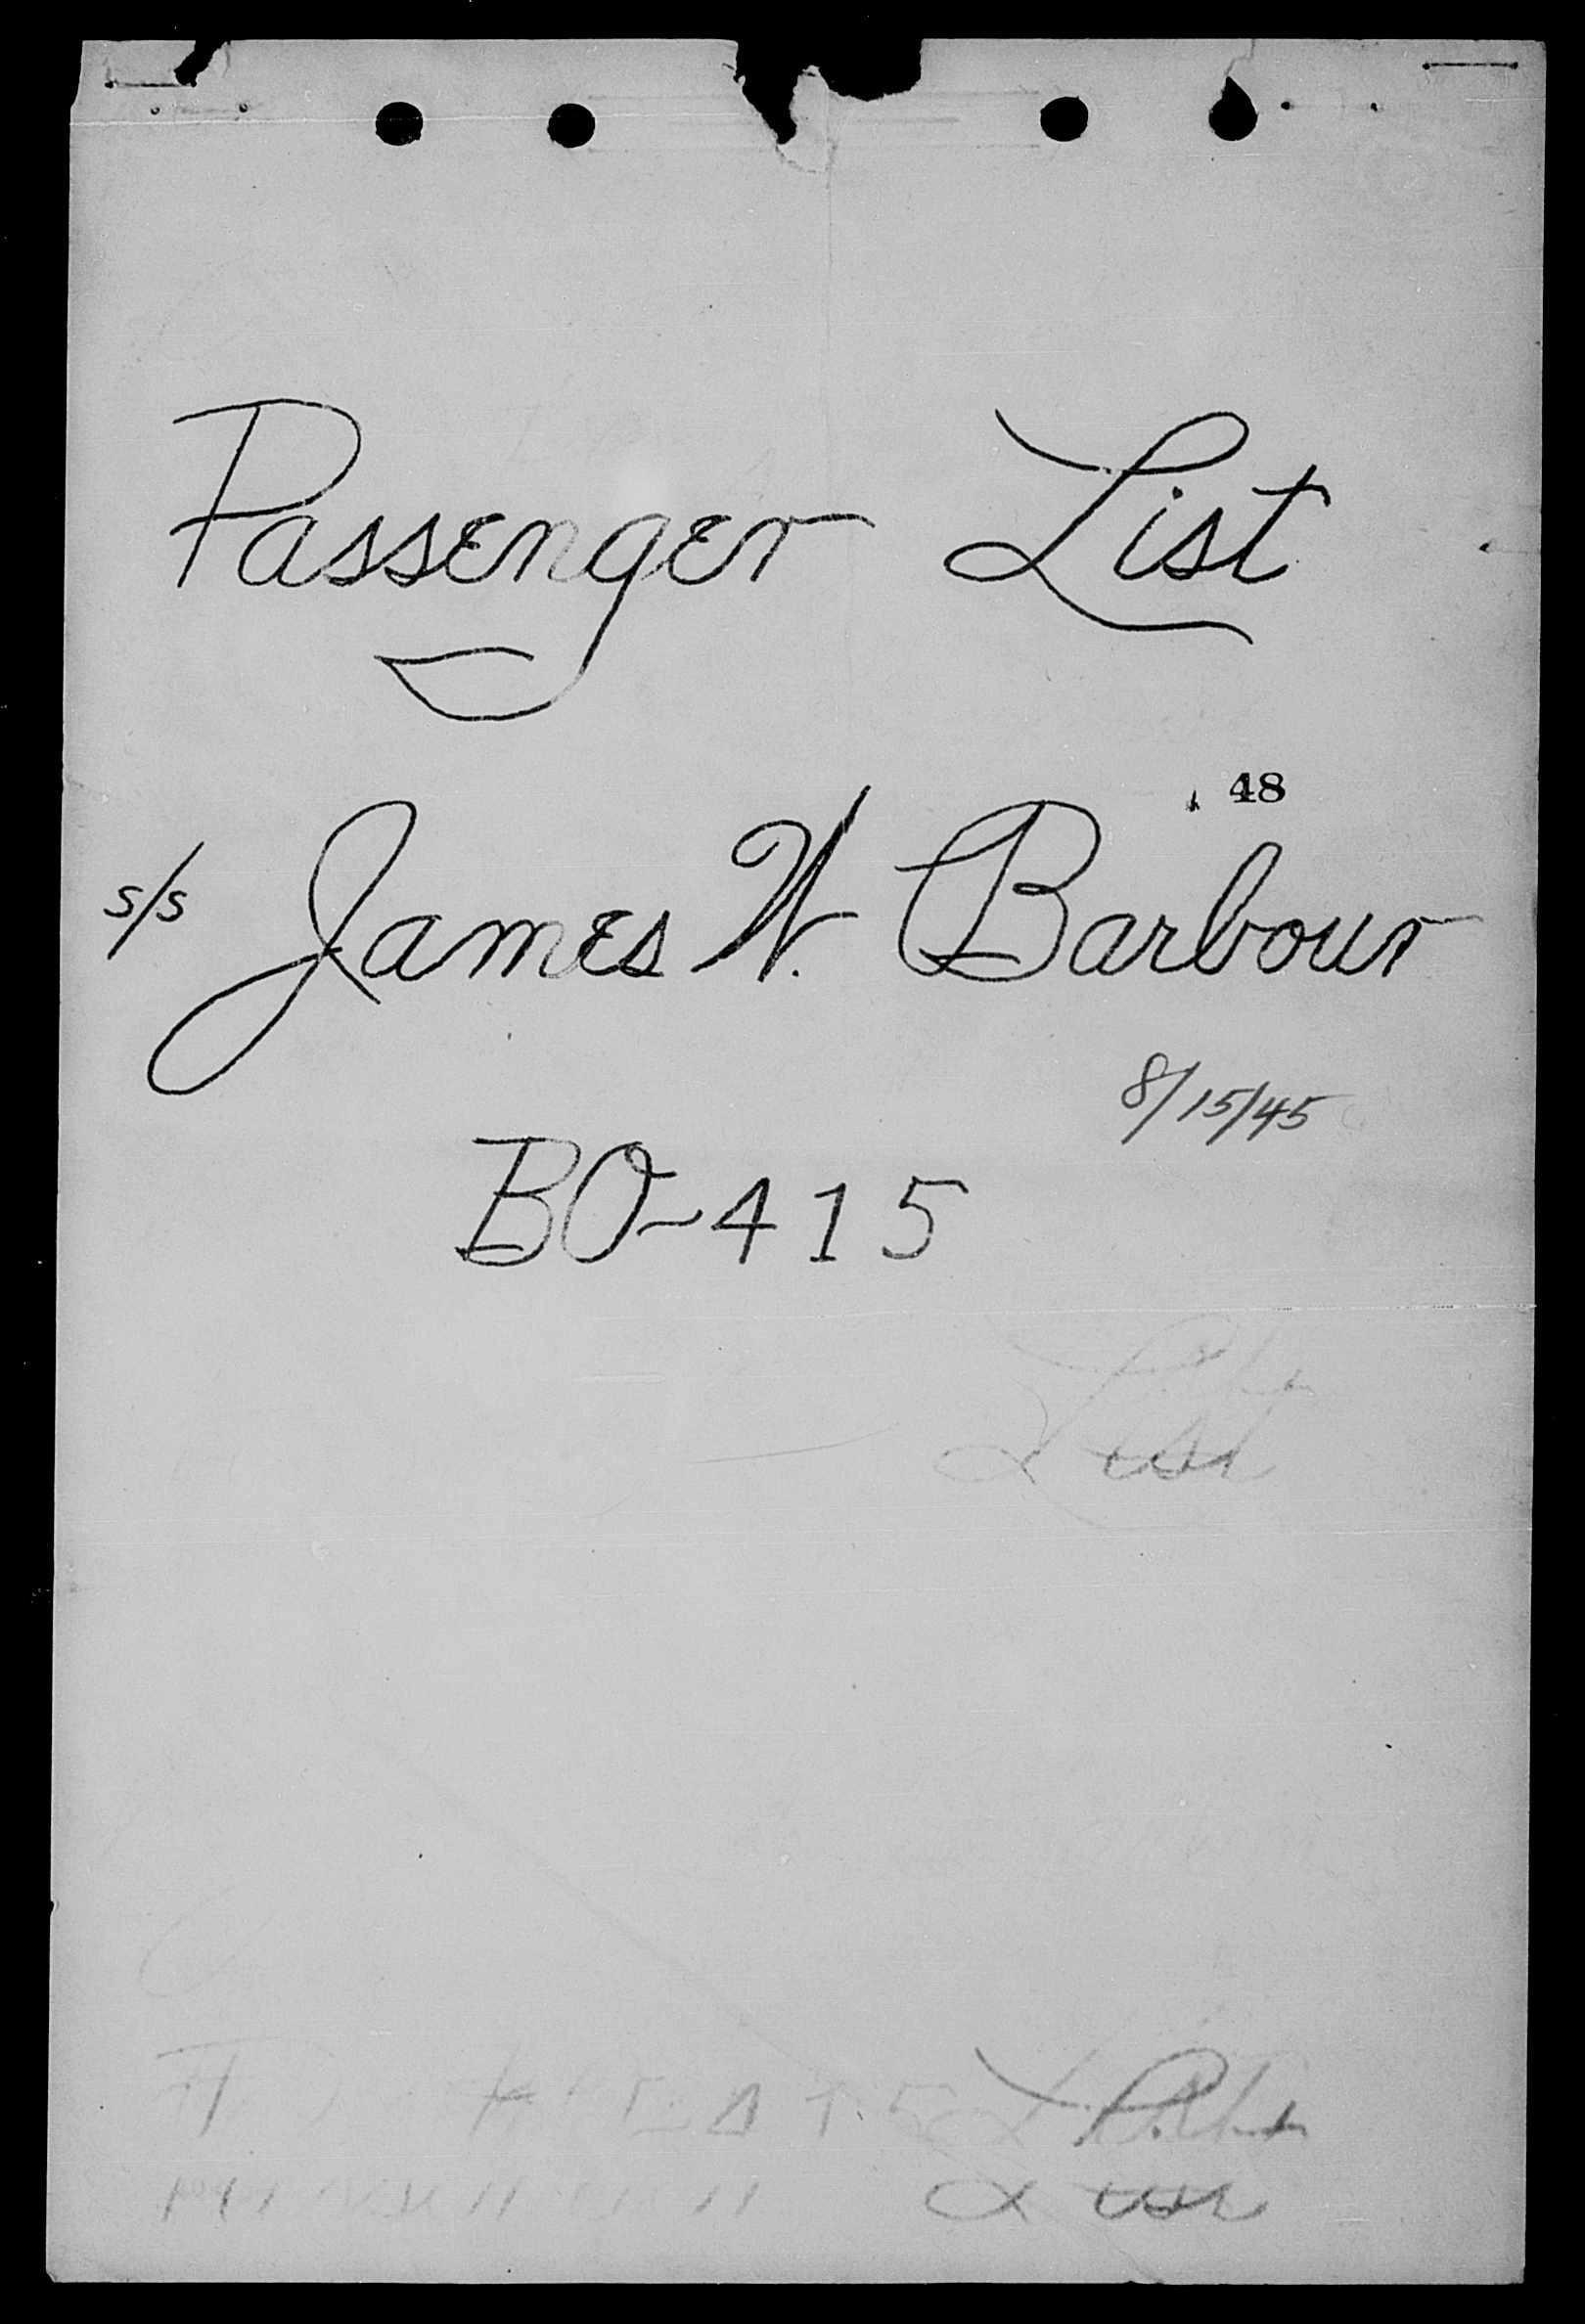 Passenger List
48
s/s James W. Barbour
8/15/45
BO-415
List